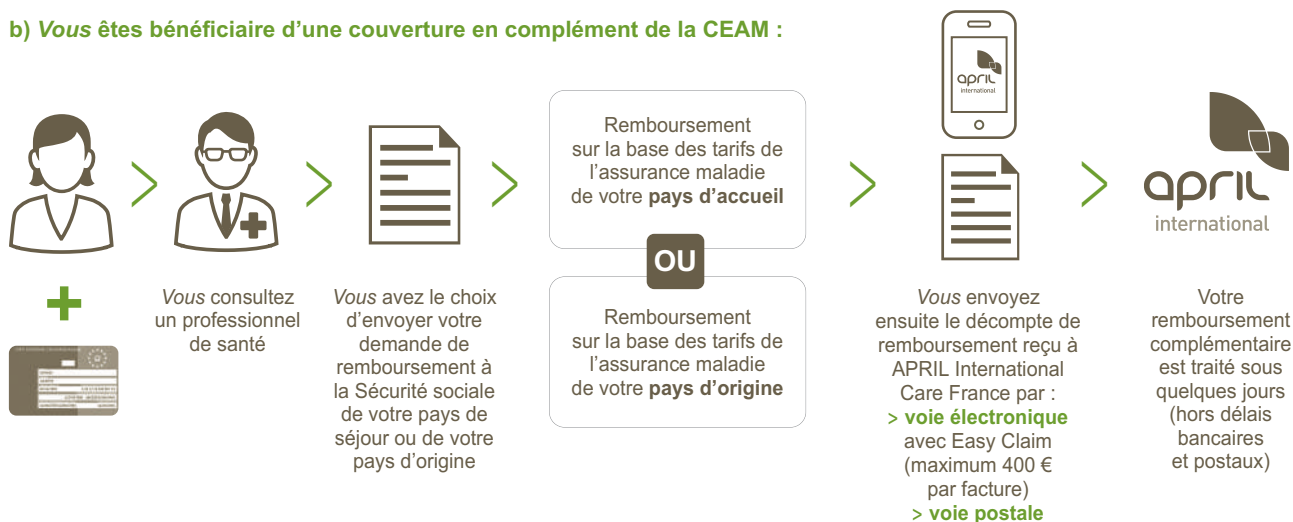 b) Vous êtes bénéficiaire d'une couverture en complément de la CEAM :
Vous consultez
un professionnel
de santé
Vous avez le choix
d'envoyer votre
demande de
remboursement à
la Sécurité sociale
de votre pays de
séjour ou de votre
pays d'origine
Remboursement
sur la base des tarifs de
l'assurance maladie
de votre pays d'accueil
OU
Remboursement
sur la base des tarifs de
l'assurance maladie
de votre pays d'origine
april
international
Vous envoyez
ensuite le décompte de
remboursement reçu à
APRIL International
Care France par :
> voie électronique
avec Easy Claim
(maximum 400 €
par facture)
> voie postale
april
international
Votre
remboursement
complémentaire
est traité sous
quelques jours
(hors délais
bancaires
et postaux)